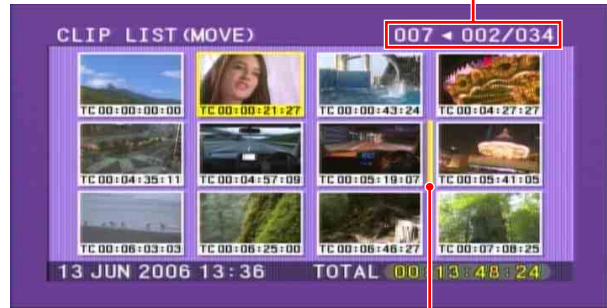 CLIP LIST(MOVE) 007 ◄ 002/034
TC 00:00:00:00 TC 00:00:21:27 TC 00:00:43:24 TC 00:04:27:27
TC 00:04:35:11 TC 00:04:57:09 TC 00:05:19:07 TC 00:05:41:05
TC 00:06:03:03 TC 00:06:25:00 TC 00:06:46:27 TC 00:07:08:25
13 JUN 2006 13:36 TOTAL 00:13:48:24)